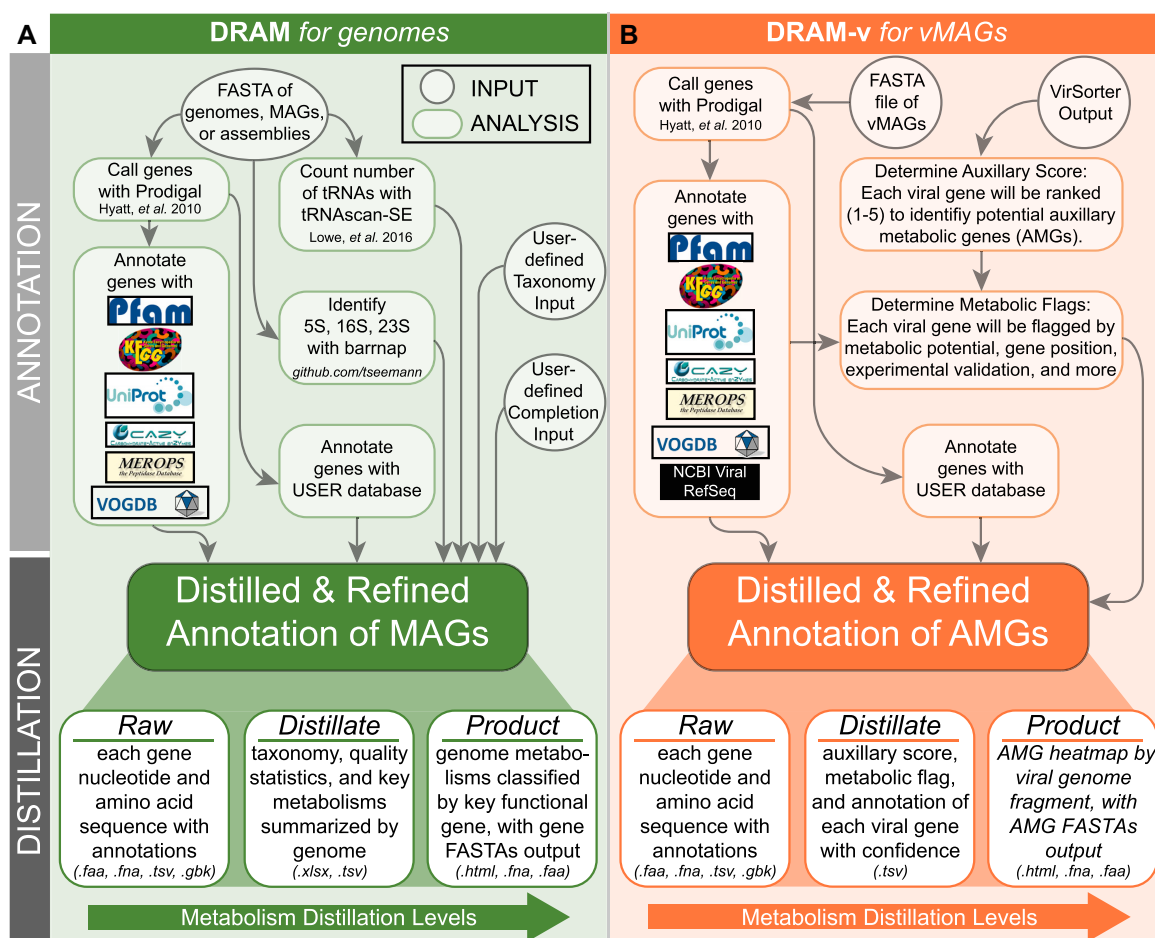 A
DRAM for genomes
ANNOTATION
FASTA of
genomes, MAGs,
or assemblies
INPUT
ANALYSIS
Call genes
with Prodigal
Hyatt, et al. 2010
Count number
of tRNAs with
tRNAscan-SE
Lowe, et al. 2016
User-
defined
Taxonomy
Input
Annotate
genes with
Pfam
KEGG
UniProt
CAZY
CARBOHYDRATE-ACTIVE ENZYMES
MEROPS
the Peptidase Database
VOGDB
Identify
5S, 16S, 23S
with barrnap
github.com/tseemann
User-
defined
Completion
Input
Annotate
genes with
USER database
DISTILLATION
Distilled & Refined
Annotation of MAGs
Raw
each gene
nucleotide and
amino acid
sequence with
annotations
(.faa, .fna, .tsv, .gbk)
Distillate
taxonomy, quality
statistics, and key
metabolisms
summarized by
genome
(.xlsx, .tsv)
Product
genome metabo-
lisms classified
by key functional
gene, with gene
FASTAs output
(.html, .fna, .faa)
Metabolism Distillation Levels
B
DRAM-v for vMAGs
Call genes
with Prodigal
Hyatt, et al. 2010
FASTA
file of
vMAGs
VirSorter
Output
Annotate
genes with
Pfam
KEGG
UniProt
CAZY
CARBOHYDRATE-ACTIVE ENZYMES
MEROPS
the Peptidase Database
VOGDB
NCBI Viral
RefSeq
Determine Auxillary Score:
Each viral gene will be ranked
(1-5) to identifiy potential auxillary
metabolic genes (AMGs).
Determine Metabolic Flags:
Each viral gene will be flagged by
metabolic potential, gene position,
experimental validation, and more
Annotate
genes with
USER database
Distilled & Refined
Annotation of AMGs
Raw
each gene
nucleotide and
amino acid
sequence with
annotations
(.faa, .fna, .tsv, .gbk)
Distillate
auxillary score,
metabolic flag,
and annotation of
each viral gene
with confidence
(.tsv)
Product
AMG heatmap by
viral genome
fragment, with
AMG FASTAs
output
(.html, .fna, .faa)
Metabolism Distillation Levels